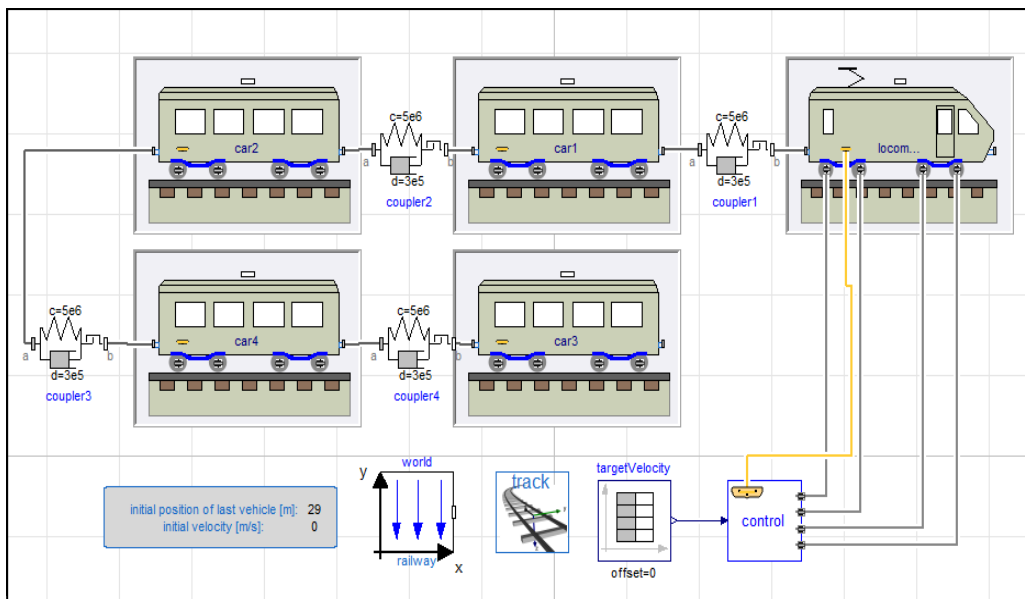 c=5e6
c=5e6
car2
car1
locom...
a
b
a
b
d=3e5
d=3e5
coupler2
coupler1
c=5e6
c=5e6
car4
car3
a
b
a
b
d=3e5
d=3e5
coupler3
coupler4
world
targetVelocity
y
track
initial position of last vehicle [m]: 29
initial velocity [m/s]: 0
control
railway
x
offset=0